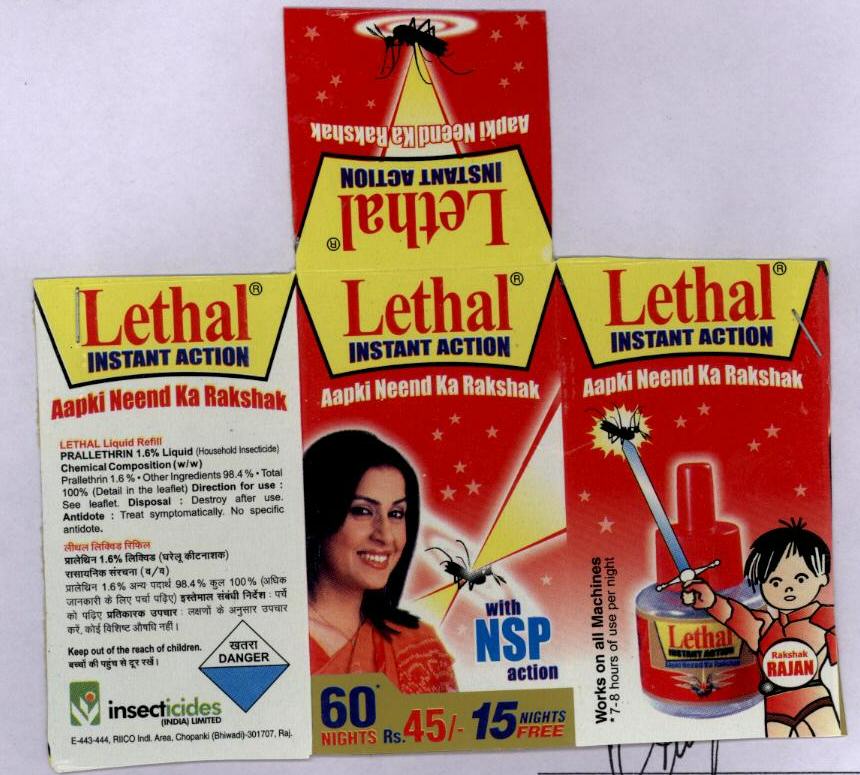 Aapki Neend Ka Rakshak
INSTANT ACTION
Lethal®
Lethal®
INSTANT ACTION
Aapki Neend Ka Rakshak
LETHAL Liquid Refill
PRALLETHRIN 1.6% Liquid (Household Insecticide)
Chemical Composition (w/w)
Prallethrin 1.6 % • Other Ingredients 98.4 % • Total
100% (Detail in the leaflet) Direction for use :
See leaflet. Disposal : Destroy after use.
Antidote : Treat symptomatically. No specific
antidote.
लीथल लिक्विड रिफिल
प्रालेथ्रिन 1.6% लिक्विड (घरेलू कीटनाशक)
रासायनिक संरचना (व/व)
प्रालेथ्रिन 1.6% अन्य पदार्थ 98.4% कुल 100% (अधिक
जानकारी के लिए पर्चा पढ़िए) इस्तेमाल संबंधी निर्देश : पर्चे
को पढ़िए प्रतिकारक उपचार : लक्षणों के अनुसार उपचार
करें, कोई विशिष्ट औषधि नहीं।
Keep out of the reach of children.
बच्चों की पहुंच से दूर रखें।
खतरा
DANGER
insecticides
(INDIA) LIMITED
E-443-444, RIICO Indl. Area, Chopanki (Bhiwadi)-301707, Raj.
Lethal®
INSTANT ACTION
Aapki Neend Ka Rakshak
with
NSP
action
60*
NIGHTS Rs.45/- 15 NIGHTS
FREE
Lethal®
INSTANT ACTION
Aapki Neend Ka Rakshak
Works on all Machines
*7-8 hours of use per night
Lethal
INSTANT ACTION
Aapki Neend Ka Rakshak
Rakshak
RAJAN